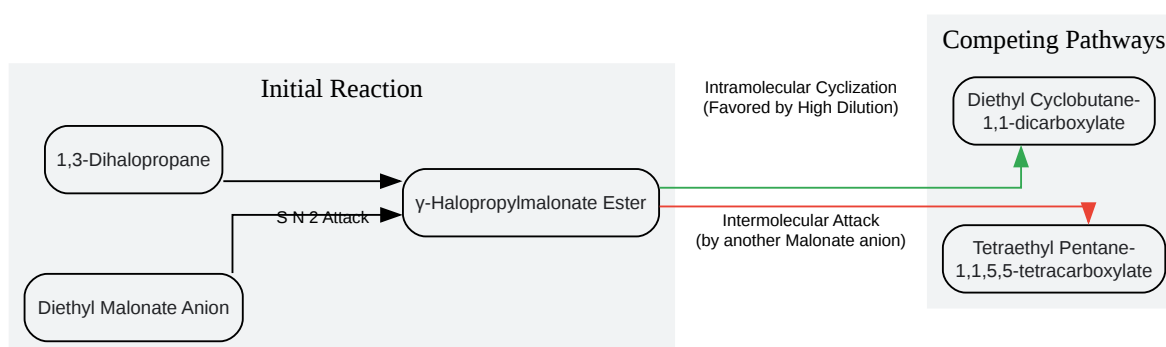 Competing Pathways
Initial Reaction
Intramolecular Cyclization
(Favored by High Dilution)
Diethyl Cyclobutane-
1,1-dicarboxylate
1,3-Dihalopropane
γ-Halopropylmalonate Ester
S N 2 Attack
Intermolecular Attack
(by another Malonate anion)
Tetraethyl Pentane-
1,1,5,5-tetracarboxylate
Diethyl Malonate Anion